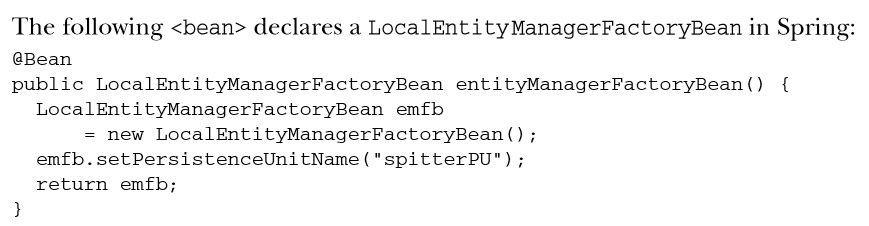 The following <bean> declares a LocalEntityManagerFactoryBean in Spring:
@Bean
public LocalEntityManagerFactoryBean entityManagerFactoryBean() {
  LocalEntityManagerFactoryBean emfb
      = new LocalEntityManagerFactoryBean();
  emfb.setPersistenceUnitName("spitterPU");
  return emfb;
}